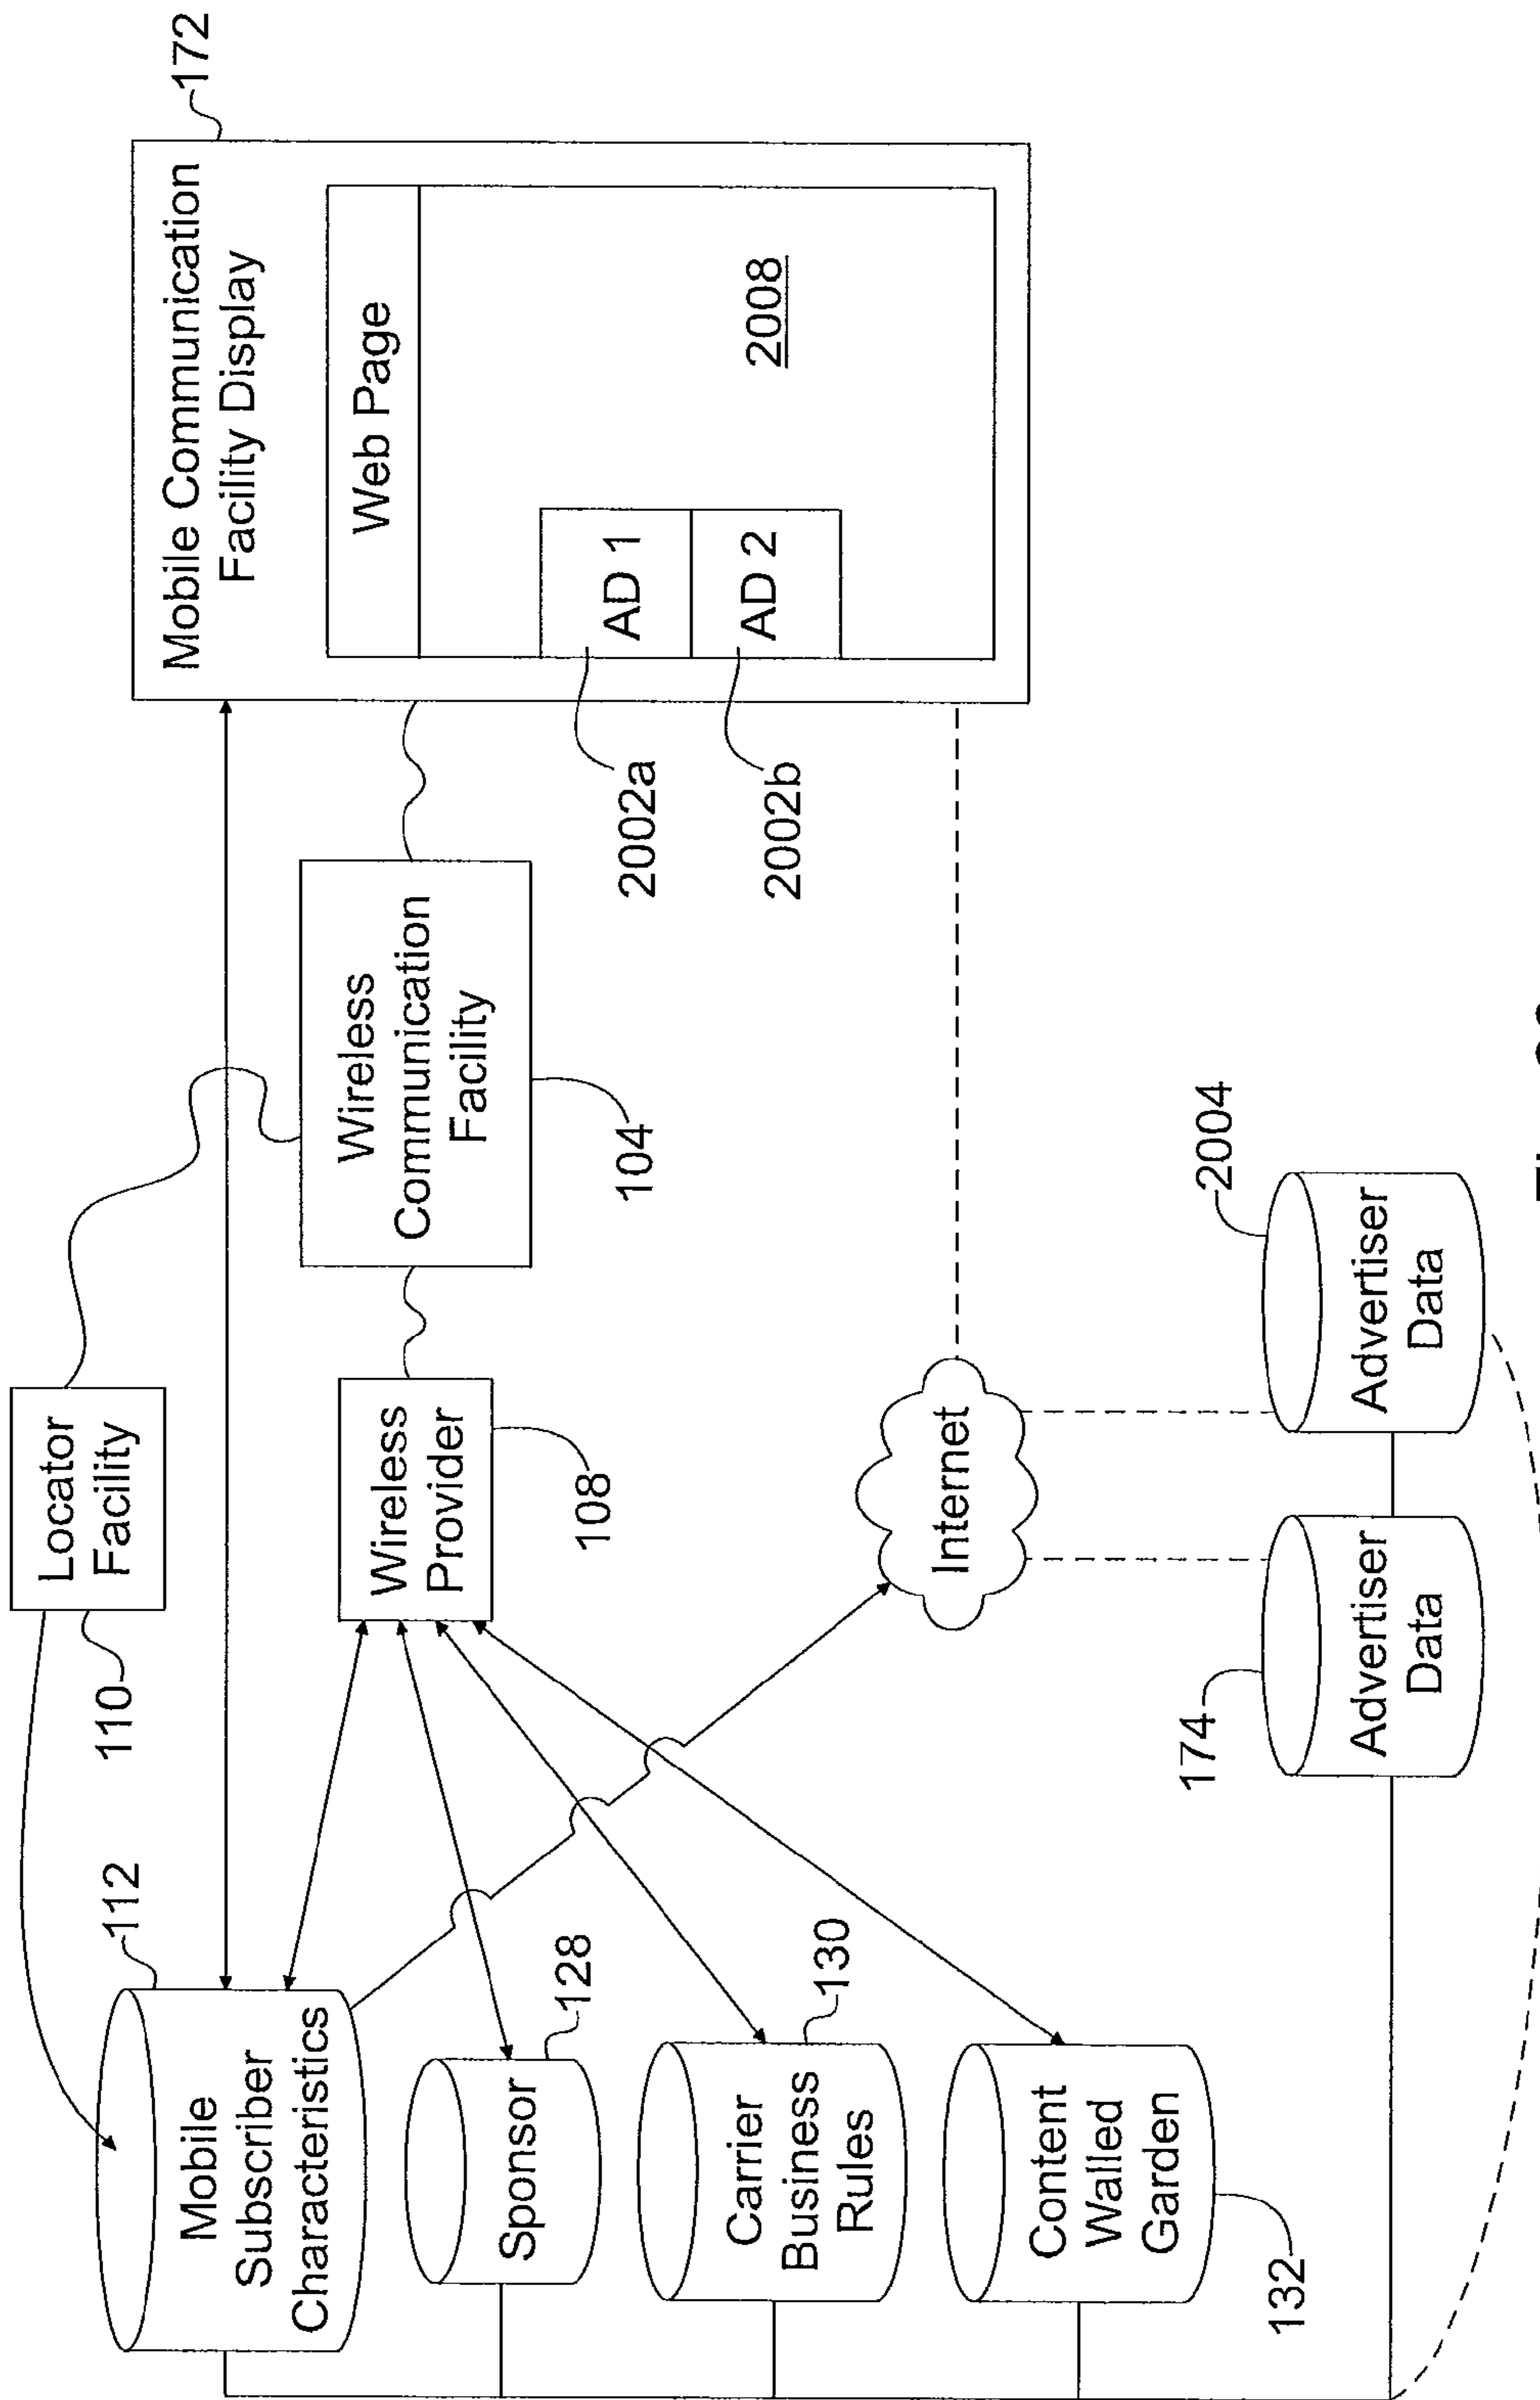 Locator
Facility
110
112
Mobile
Subscriber
Characteristics
Sponsor
128
Carrier
Business
Rules
130
Content
Walled
Garden
132
Wireless
Provider
108
Wireless
Communication
Facility
104
Mobile Communication
Facility Display
172
Web Page
AD 1
AD 2
2008
2002a
2002b
Internet
174
Advertiser
Data
2004
Advertiser
Data